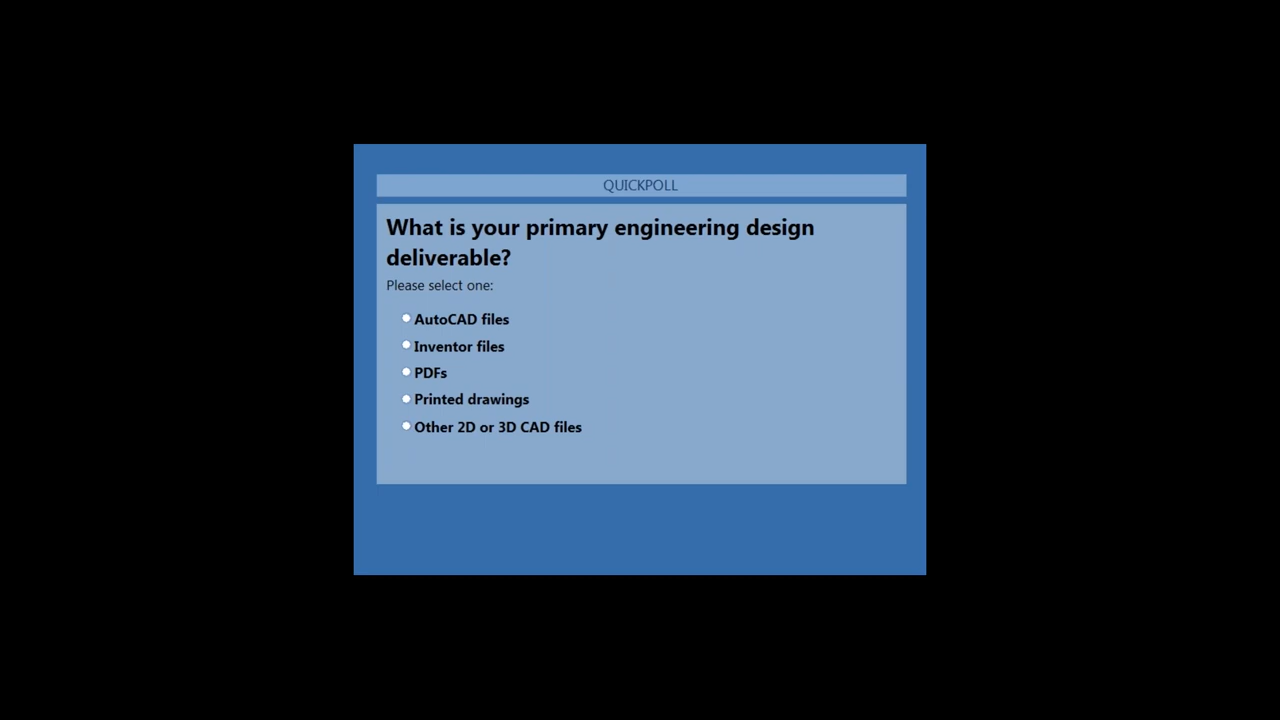 QUICKPOLL
What is your primary engineering design
deliverable?
Please select one:
AutoCAD files
Inventor files
PDFs
Printed drawings
Other 2D or 3D CAD files